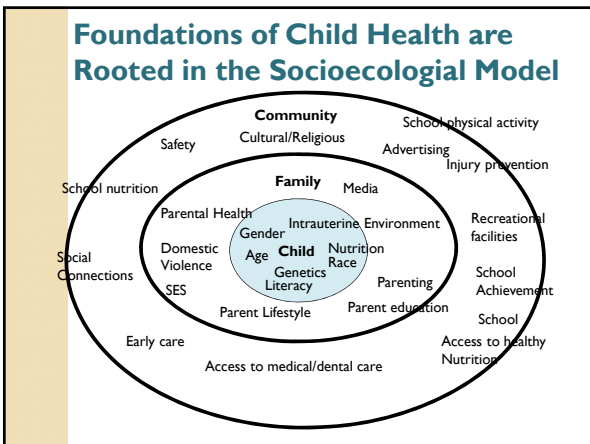 Foundations of Child Health are
Rooted in the Socioecologial Model
Community
School physical activity
Cultural/Religious
Safety
Advertising
Injury prevention
Family
Media
School nutrition
Parental Health
Intrauterine Environment
Gender
Recreational
facilities
Domestic
Violence
Age
Child
Nutrition
Race
Social
Connections
Genetics
Literacy
School
Achievement
SES
Parenting
Parent Lifestyle
Parent education
School
Early care
Access to healthy
Nutrition
Access to medical/dental care